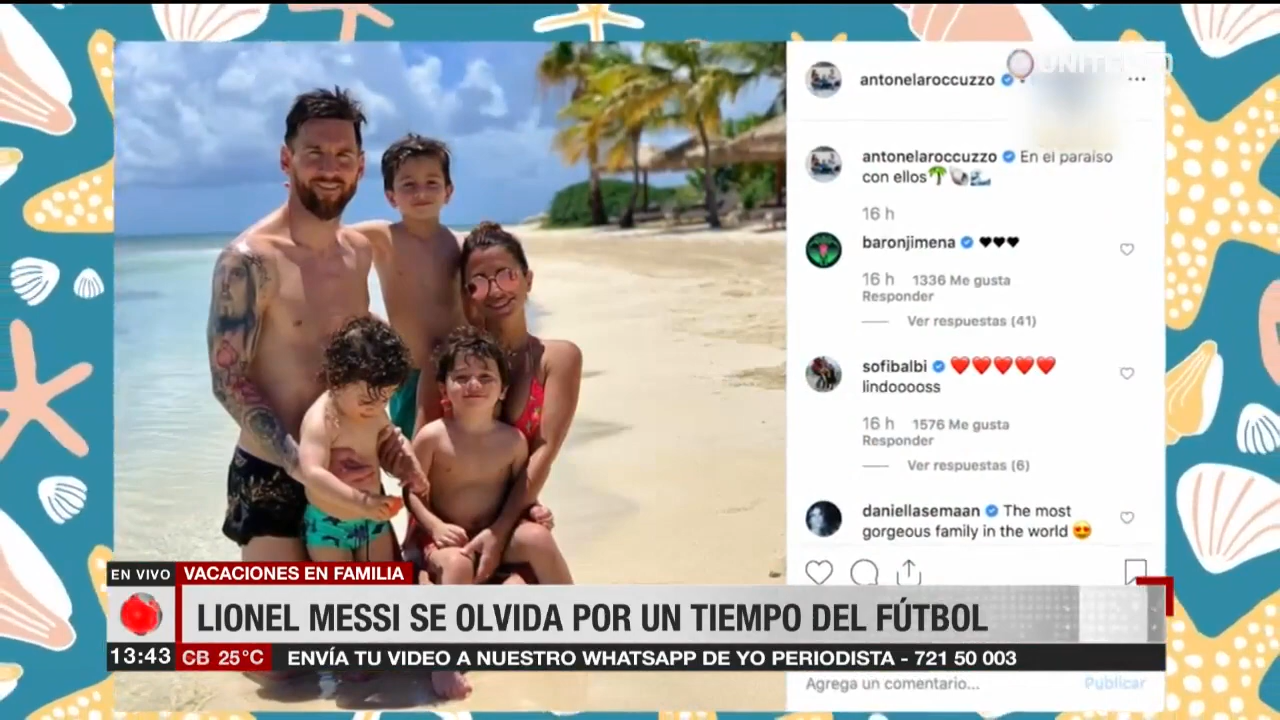 antonelaroccuzzo
UNITEL
HD
antonelaroccuzzo En el paraíso
con ellos
16 h
baronjimena
16 h 1336 Me gusta
Responder
Ver respuestas (41)
sofibalbi
lindooooss
16 h 1576 Me gusta
Responder
Ver respuestas (6)
daniellasemaan The most
gorgeous family in the world
EN VIVO VACACIONES EN FAMILIA
LIONEL MESSI SE OLVIDA POR UN TIEMPO DEL FÚTBOL
13:43 CB 25°C ENVÍA TU VIDEO A NUESTRO WHATSAPP DE YO PERIODISTA - 721 50 003
Agrega un comentario...
Publicar